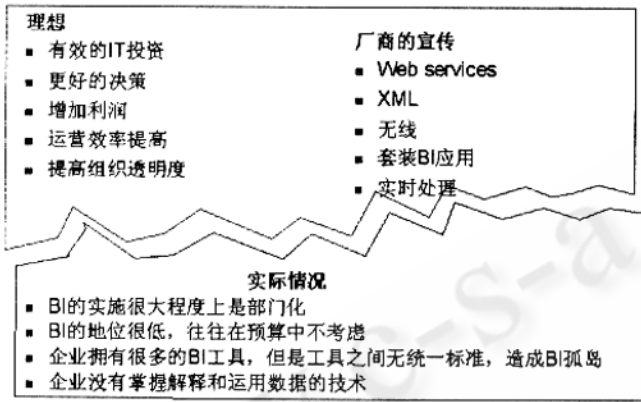 理想
■ 有效的IT投资
■ 更好的决策
■ 增加利润
■ 运营效率提高
■ 提高组织透明度
厂商的宣传
■ Web services
■ XML
■ 无线
■ 套装BI应用
■ 实时处理
实际情况
■ BI的实施很大程度上是部门化
■ BI的地位很低，往往在预算中不考虑
■ 企业拥有很多的BI工具，但是工具之间无统一标准，造成BI孤岛
■ 企业没有掌握解释和运用数据的技术
c-s-a